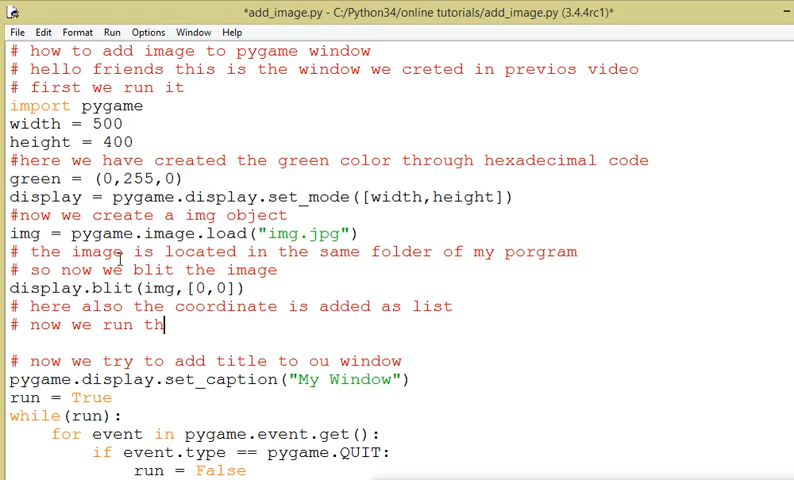 *add_image.py - C:/Python34/online tutorials/add_image.py (3.4.4rc1)*
File Edit Format Run Options Window Help
# how to add image to pygame window
# hello friends this is the window we creted in previos video
# first we run it
import pygame
width = 500
height = 400
#here we have created the green color through hexadecimal code
green = (0,255,0)
display = pygame.display.set_mode([width,height])
#now we create a img object
img = pygame.image.load("img.jpg")
# the image is located in the same folder of my porgram
# so now we blit the image
display.blit(img,[0,0])
# here also the coordinate is added as list
# now we run th
# now we try to add title to ou window
pygame.display.set_caption("My Window")
run = True
while(run):
    for event in pygame.event.get():
        if event.type == pygame.QUIT:
            run = False